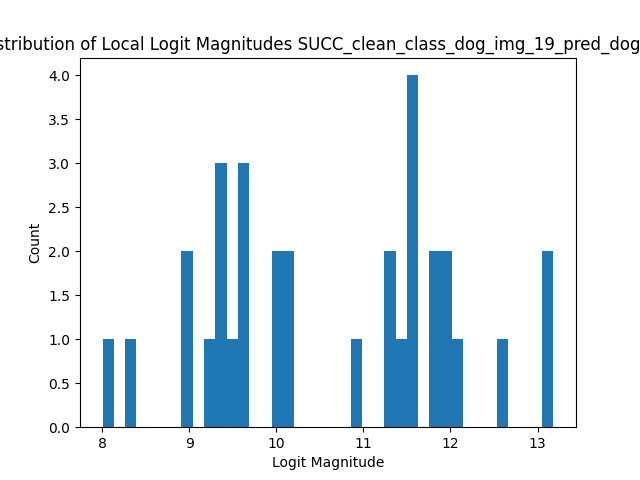 stribution of Local Logit Magnitudes SUCC_clean_class_dog_img_19_pred_dog
4.0
3.5
3.0
2.5
2.0
1.5
1.0
0.5
0.0
Count
8 9 10 11 12 13
Logit Magnitude